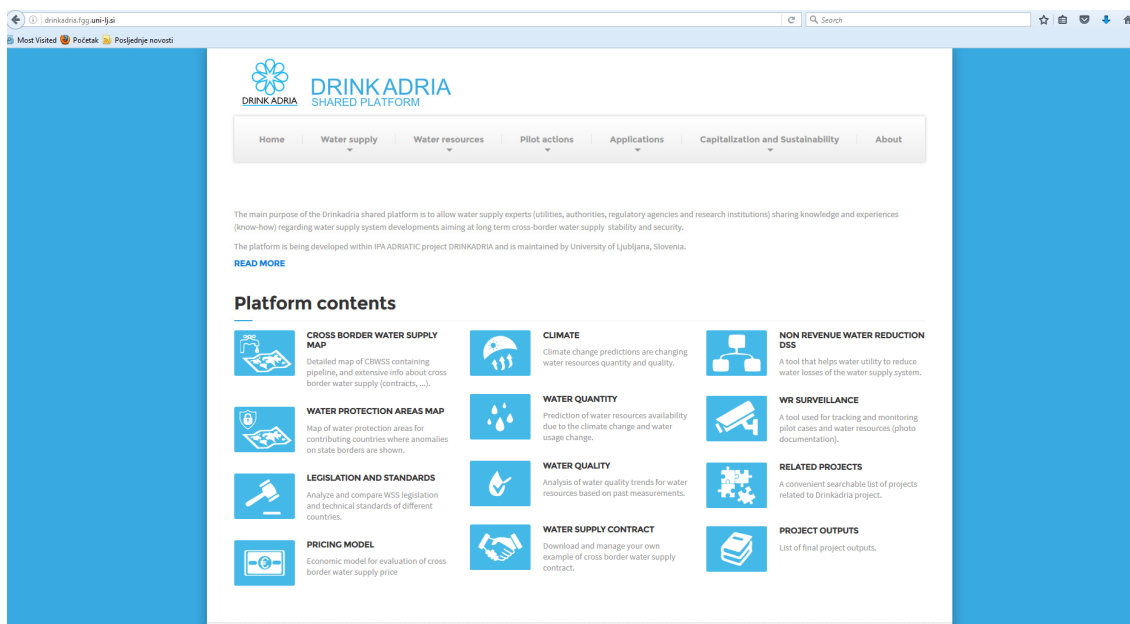 drinkadria.fgg.uni-lj.si
Search
Most Visited Početak Posljednje novosti
DRINK ADRIA
DRINK ADRIA
SHARED PLATFORM
Home Water supply Water resources Pilot actions Applications Capitalization and Sustainability About
The main purpose of the Drinkadria shared platform is to allow water supply experts (utilities, authorities, regulatory agencies and research institutions) sharing knowledge and experiences
(know-how) regarding water supply system developments aiming at long term cross-border water supply stability and security.
The platform is being developed within IPA ADRIATIC project DRINKADRIA and is maintained by University of Ljubljana, Slovenia.
READ MORE
Platform contents
CROSS BORDER WATER SUPPLY
MAP
Detailed map of CBWSS containing
pipeline, and extensive info about cross
border water supply (contracts, ...).
WATER PROTECTION AREAS MAP
Map of water protection areas for
contributing countries where anomalies
on state borders are shown.
LEGISLATION AND STANDARDS
Analyze and compare WSS legislation
and technical standards of different
countries.
PRICING MODEL
Economic model for evaluation of cross
border water supply price
CLIMATE
Climate change predictions are changing
water resources quantity and quality.
WATER QUANTITY
Prediction of water resources availability
due to the climate change and water
usage change.
WATER QUALITY
Analysis of water quality trends for water
resources based on past measurements.
WATER SUPPLY CONTRACT
Download and manage your own
example of cross border water supply
contract.
NON REVENUE WATER REDUCTION
DSS
A tool that helps water utility to reduce
water losses of the water supply system.
WR SURVEILLANCE
A tool used for tracking and monitoring
pilot cases and water resources (photo
documentation).
RELATED PROJECTS
A convenient searchable list of projects
related to Drinkadria project.
PROJECT OUTPUTS
List of final project outputs.